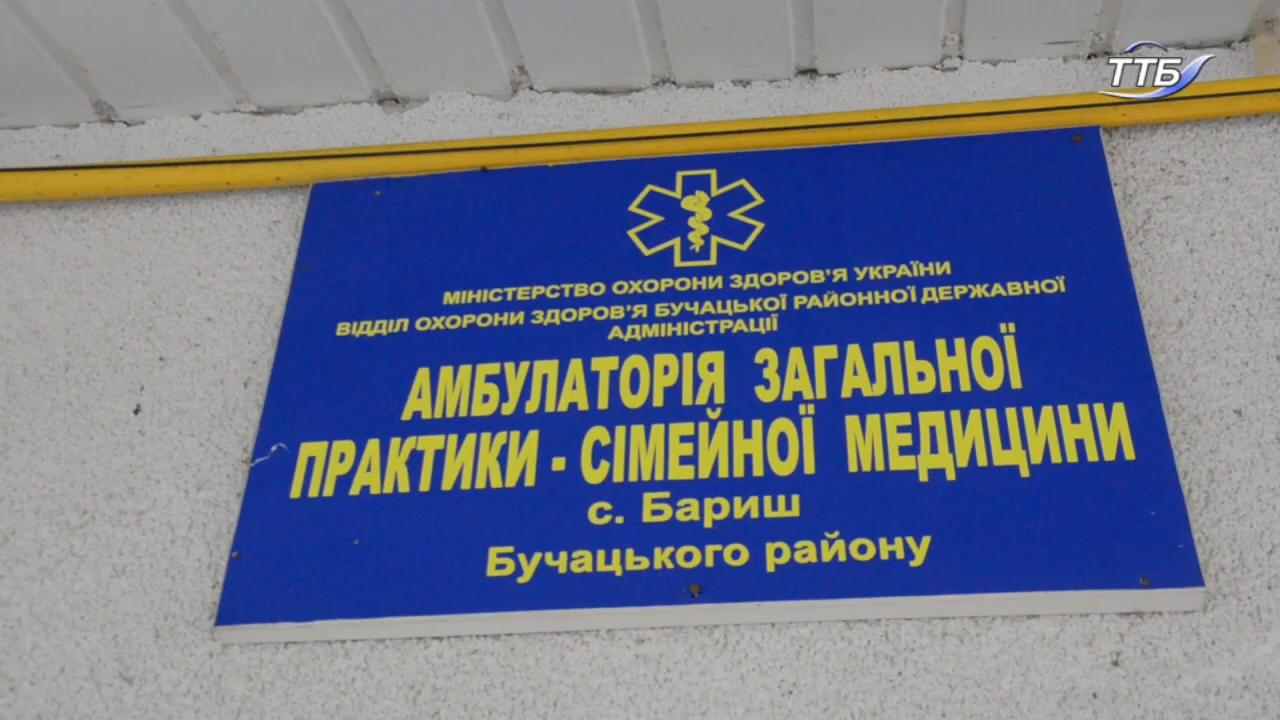 ТТБ
МІНІСТЕРСТВО ОХОРОНИ ЗДОРОВ'Я УКРАЇНИ
ВІДДІЛ ОХОРОНИ ЗДОРОВ'Я БУЧАЦЬКОЇ РАЙОННОЇ ДЕРЖАВНОЇ
АДМІНІСТРАЦІЇ
АМБУЛАТОРІЯ ЗАГАЛЬНОЇ
ПРАКТИКИ - СІМЕЙНОЇ МЕДИЦИНИ
с. Бариш
Бучацького району